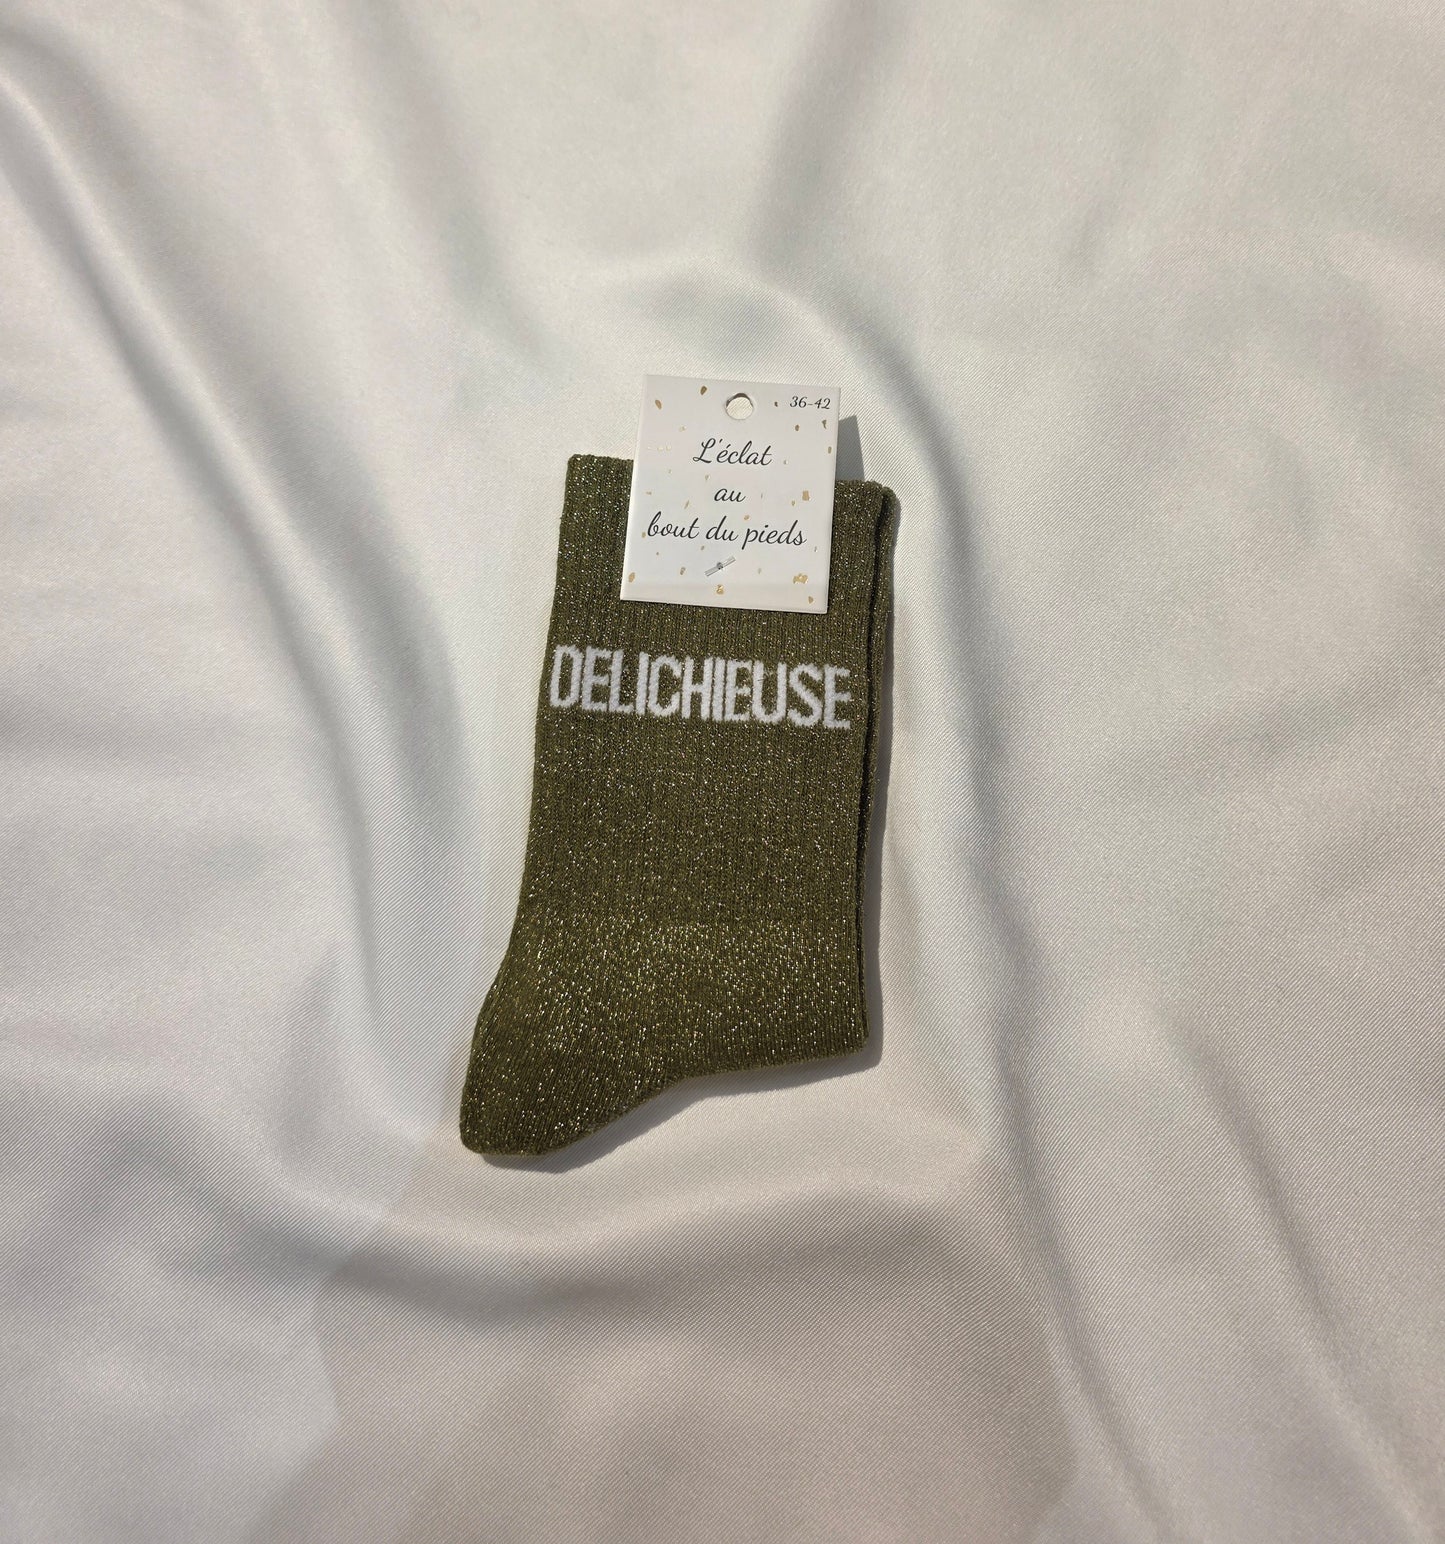 36-42
L'éclat
au
bout du pieds
DELICHIEUSE